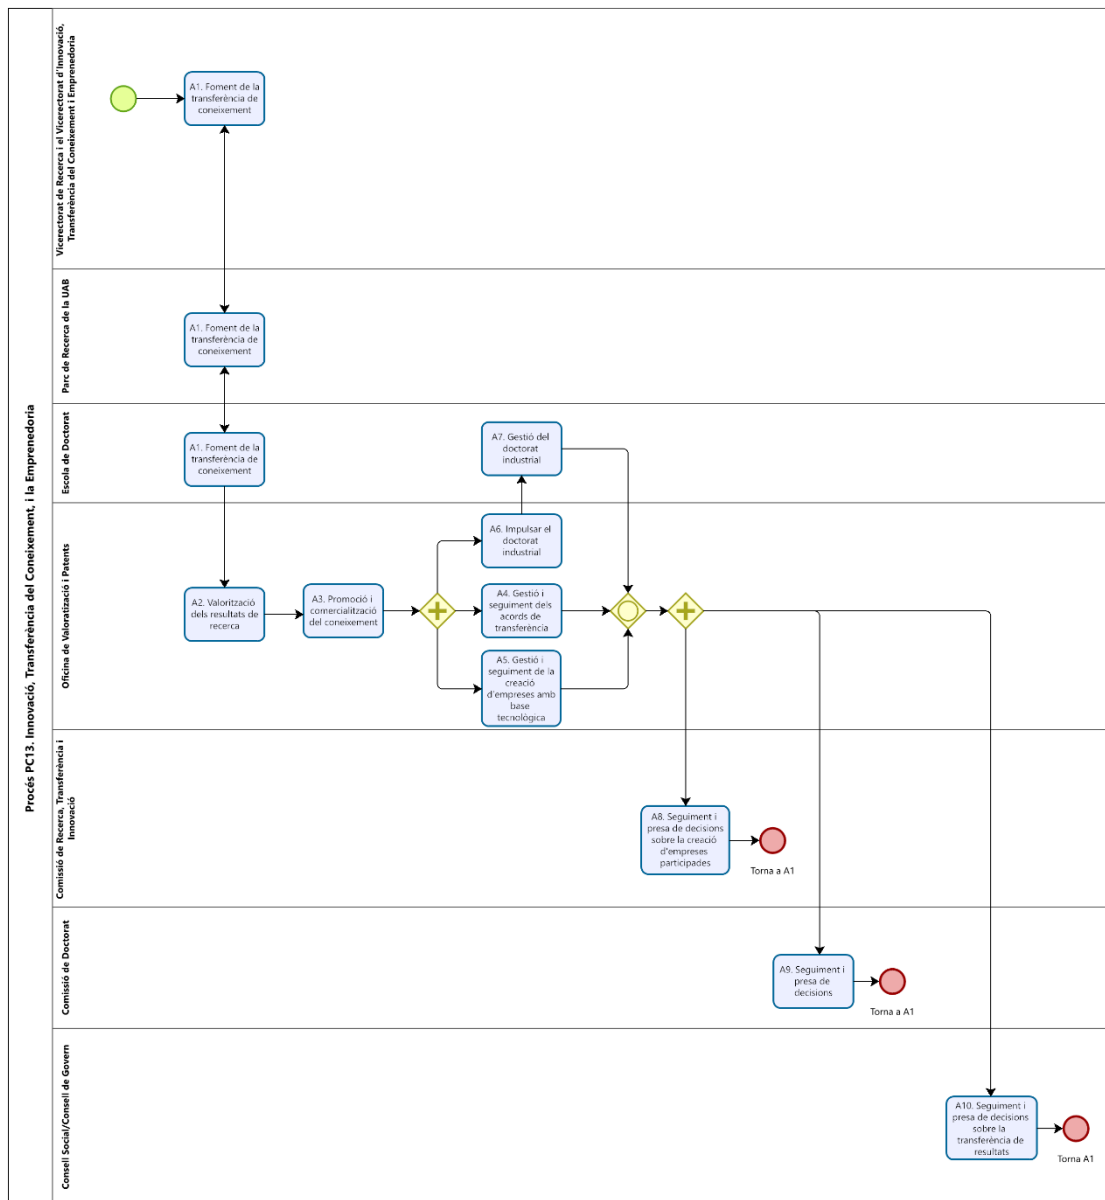 Procés PC13. Innovació, Transferència del Coneixement, i la Emprenedoria
Vicerectorat de Recerca i el Vicerectorat d'Innovació,
Transferència del Coneixement i Emprenedoria
A1. Foment de la
transferència de
coneixement
Parc de Recerca de la UAB
A1. Foment de la
transferència de
coneixement
Escola de Doctorat
A1. Foment de la
transferència de
coneixement
A7. Gestió del
doctorat
industrial
Oficina de Valoratizació i Patents
A2. Valorització
dels resultats de
recerca
A3. Promoció i
comercialització
del coneixement
A6. Impulsar el
doctorat
industrial
A4. Gestió i
seguiment dels
acords de
transferència
A5. Gestió i
seguiment de la
creació
d'empreses amb
base
tecnològica
Comissió de Recerca, Transferència i
Innovació
A8. Seguiment i
presa de decisions
sobre la creació
d'empreses
participades
Torna a A1
Comissió de Doctorat
A9. Seguiment i
presa de
decisions
Torna a A1
Consell Social/Consell de Govern
A10. Seguiment i
presa de decisions
sobre la
transferència de
resultats
Torna A1